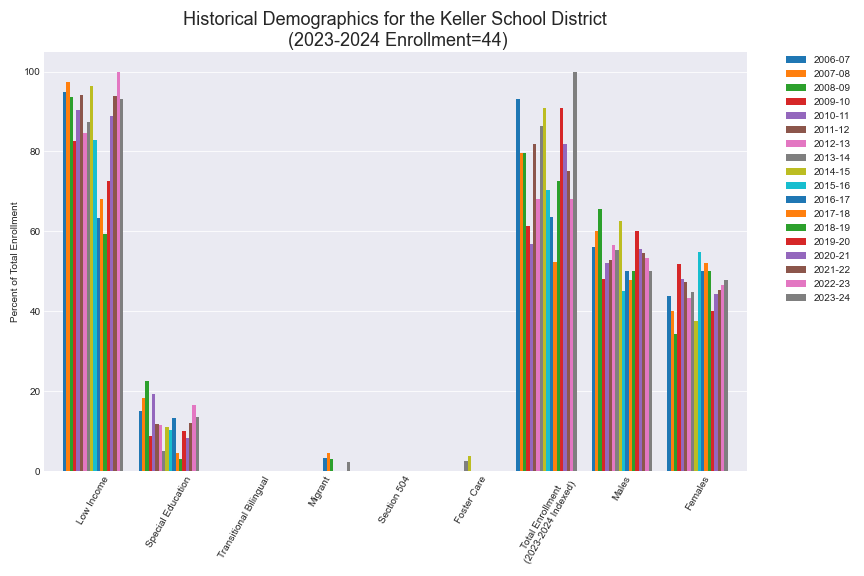 Historical Demographics for the Keller School District
(2023-2024 Enrollment=44)
Percent of Total Enrollment
100
80
60
40
20
0
Low Income
Special Education
Transitional Bilingual
Migrant
Section 504
Foster Care
Total Enrollment
(2023-2024 Indexed)
Males
Females
2006-07
2007-08
2008-09
2009-10
2010-11
2011-12
2012-13
2013-14
2014-15
2015-16
2016-17
2017-18
2018-19
2019-20
2020-21
2021-22
2022-23
2023-24